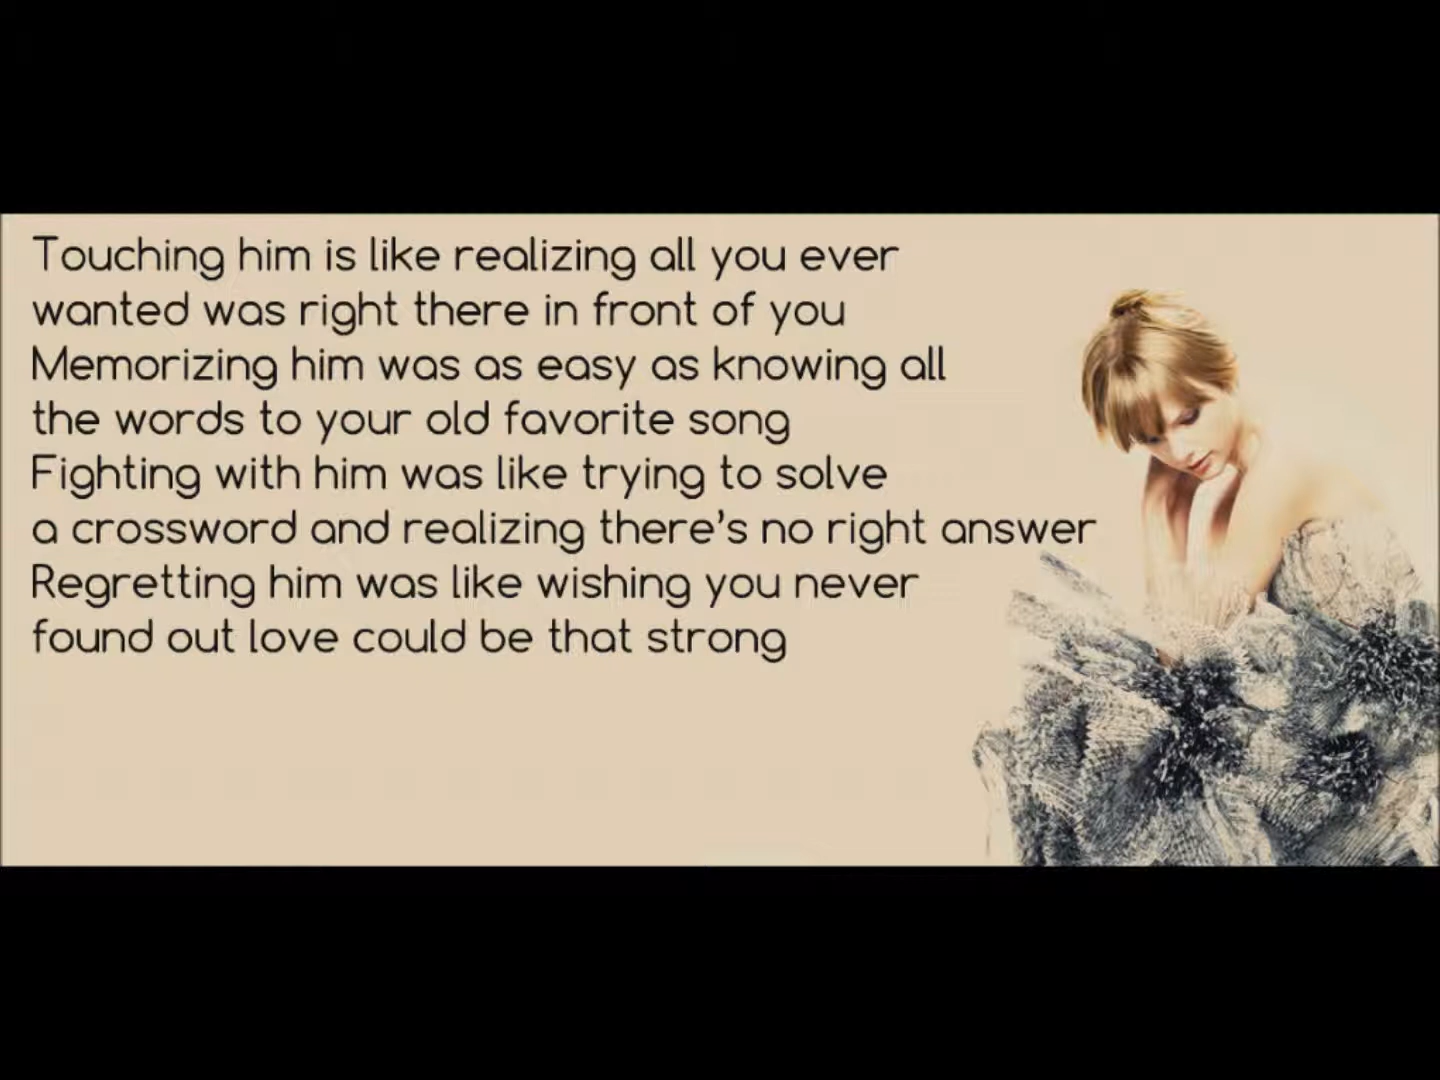 Touching him is like realizing all you ever
wanted was right there in front of you
Memorizing him was as easy as knowing all
the words to your old favorite song
Fighting with him was like trying to solve
a crossword and realizing there's no right answer
Regretting him was like wishing you never
found out love could be that strong